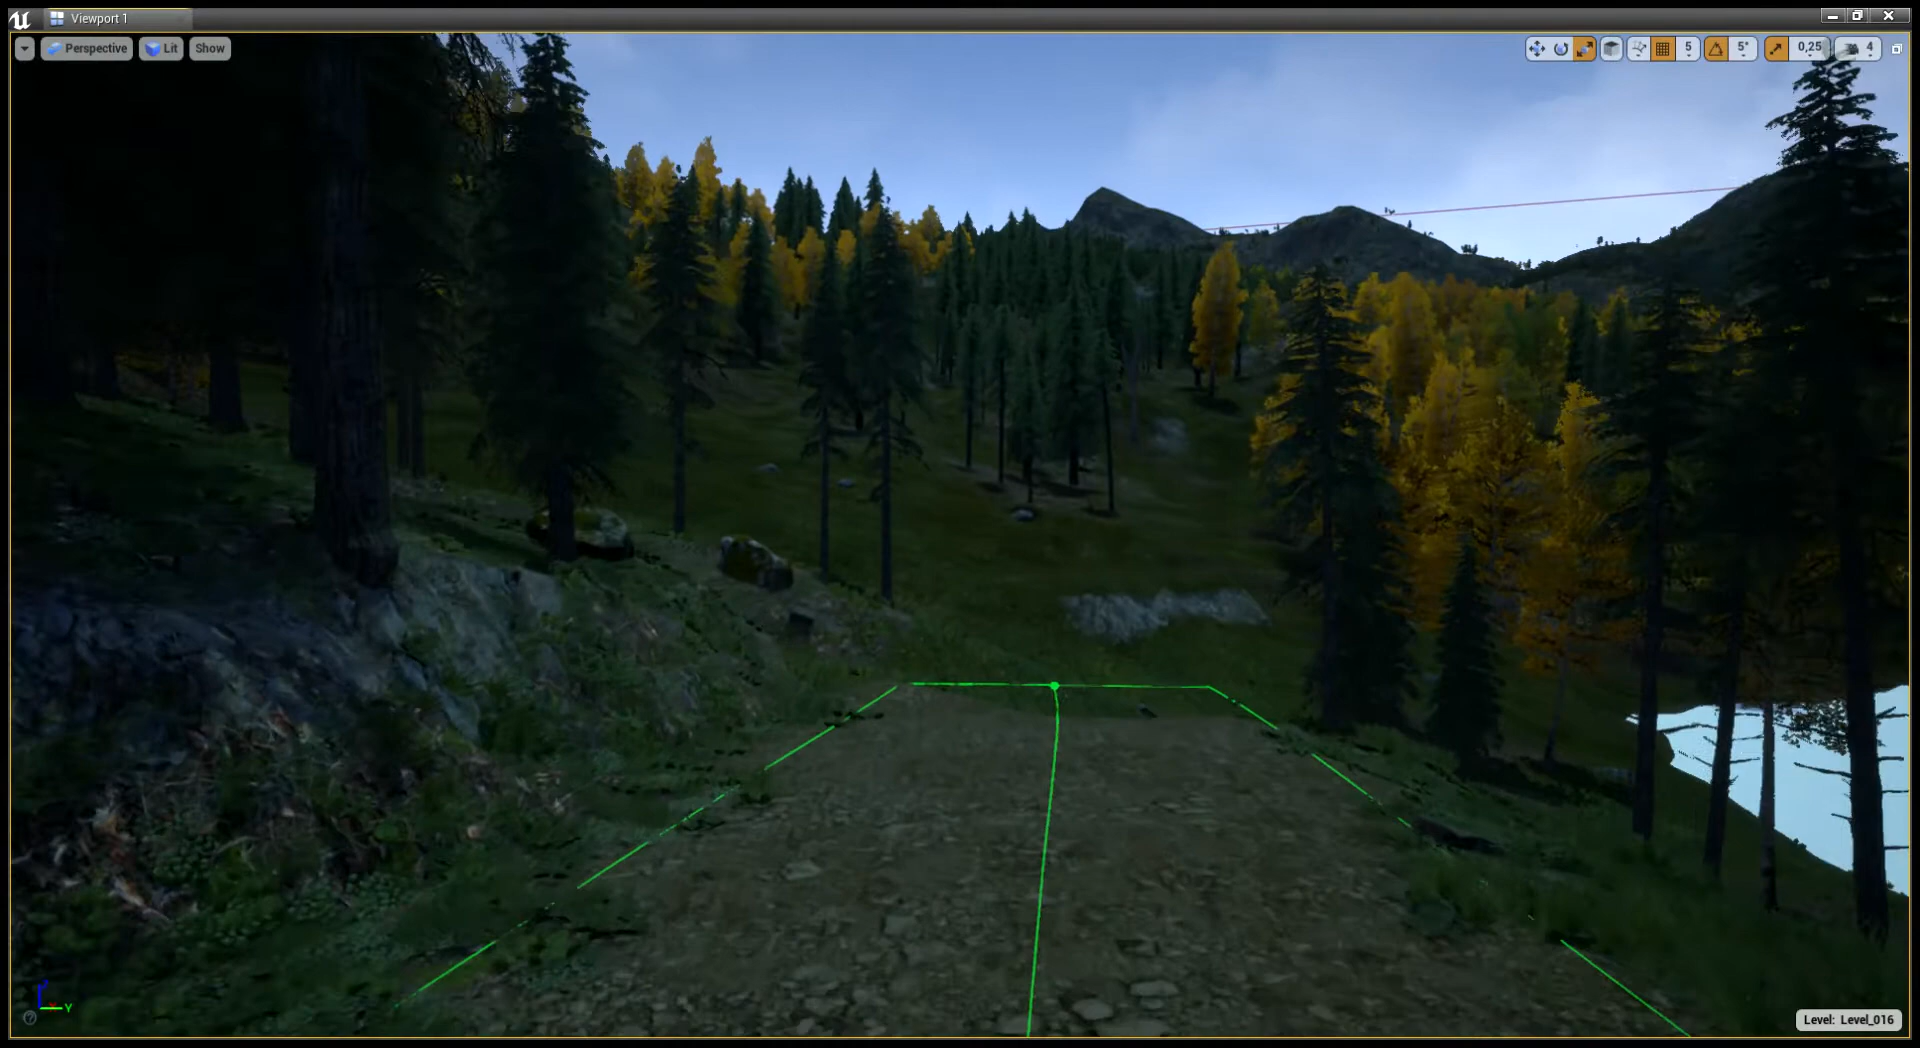 Viewport 1
Perspective Lit Show
5 5° 0,25 4
Y
Level: Level_016